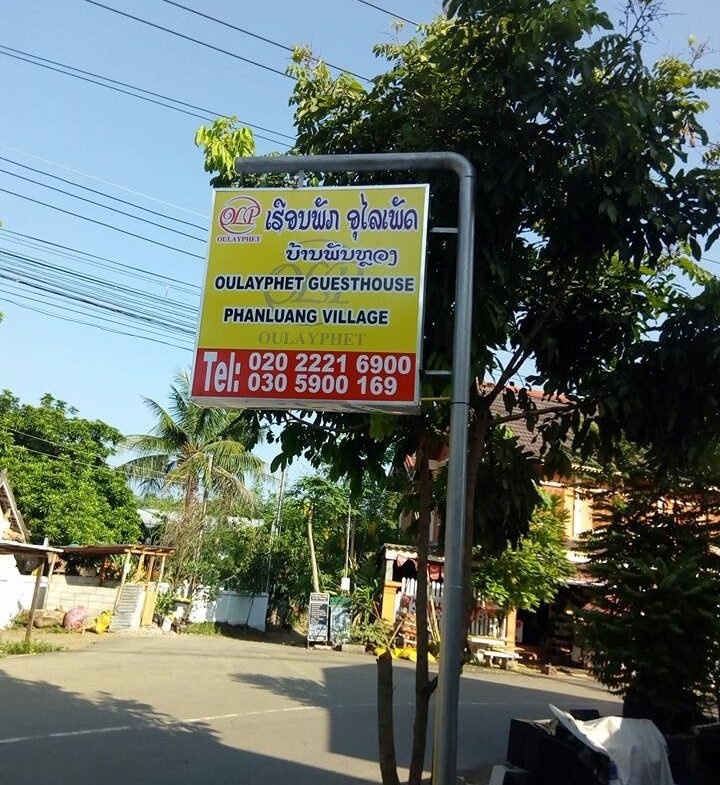 OLP ເຮືອນພັກ ອຸໄລເພັດ
OULAYPHET
ບ້ານພັນຫຼວງ
OULAYPHET GUESTHOUSE
PHANLUANG VILLAGE
OULAYPHET
Tel: 020 2221 6900
030 5900 169